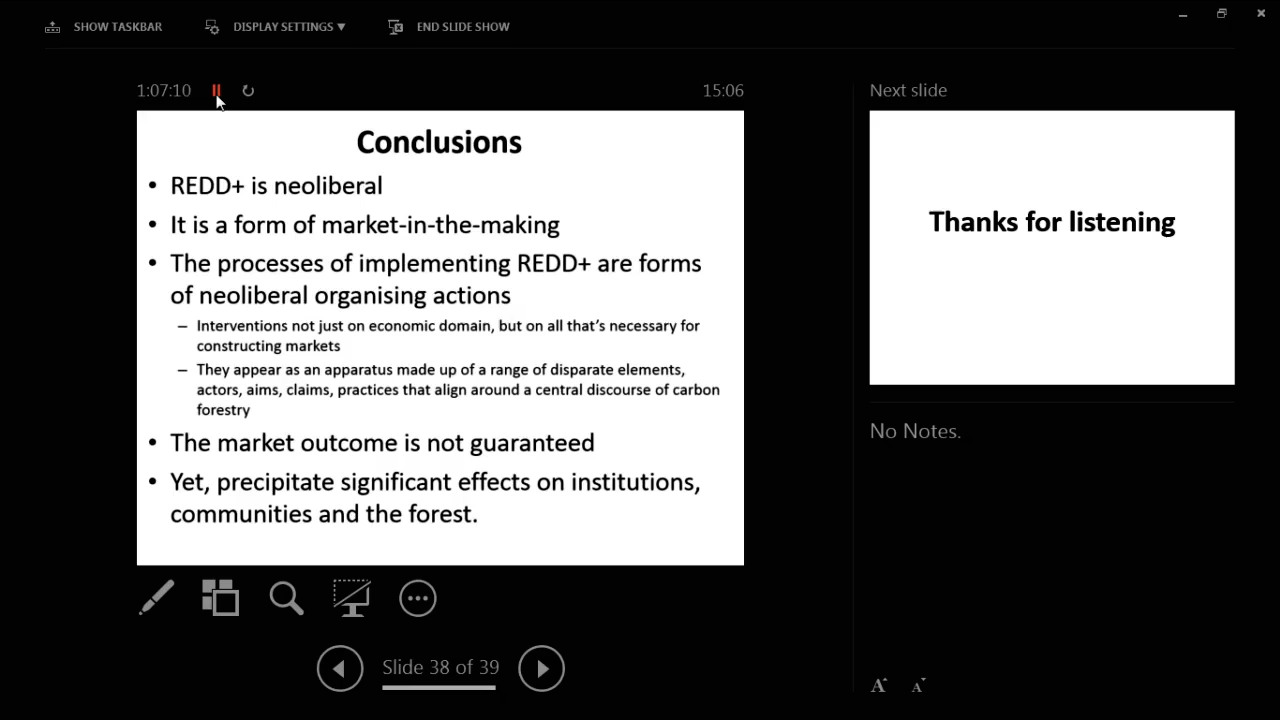 SHOW TASKBAR
DISPLAY SETTINGS ▼
END SLIDE SHOW
1:07:10
15:06
Conclusions
• REDD+ is neoliberal
• It is a form of market-in-the-making
• The processes of implementing REDD+ are forms
of neoliberal organising actions
– Interventions not just on economic domain, but on all that's necessary for
constructing markets
– They appear as an apparatus made up of a range of disparate elements,
actors, aims, claims, practices that align around a central discourse of carbon
forestry
• The market outcome is not guaranteed
• Yet, precipitate significant effects on institutions,
communities and the forest.
Slide 38 of 39
Next slide
Thanks for listening
No Notes.
A A